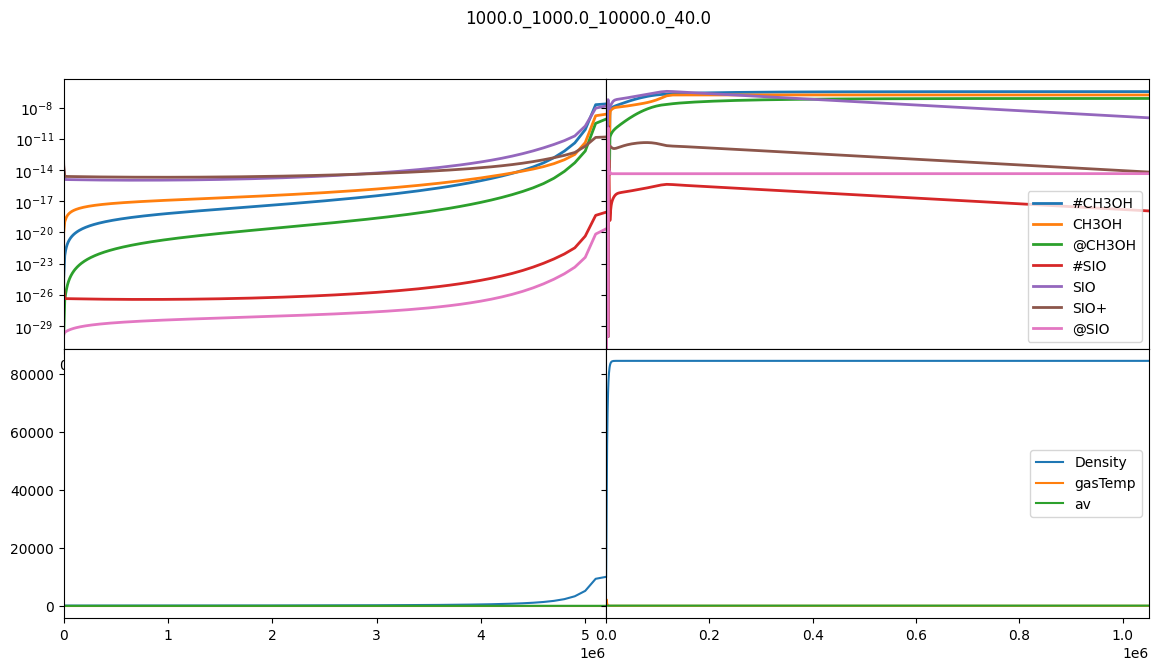 1000.0_1000.0_10000.0_40.0
10⁻⁸
10⁻¹¹
10⁻¹⁴
10⁻¹⁷
10⁻²⁰
10⁻²³
10⁻²⁶
10⁻²⁹
#CH3OH
CH3OH
@CH3OH
#SIO
SIO
SIO+
@SIO
80000
60000
40000
20000
0
Density
gasTemp
av
0 1 2 3 4 5 0.0 0.2 0.4 0.6 0.8 1.0
1e6 1e6